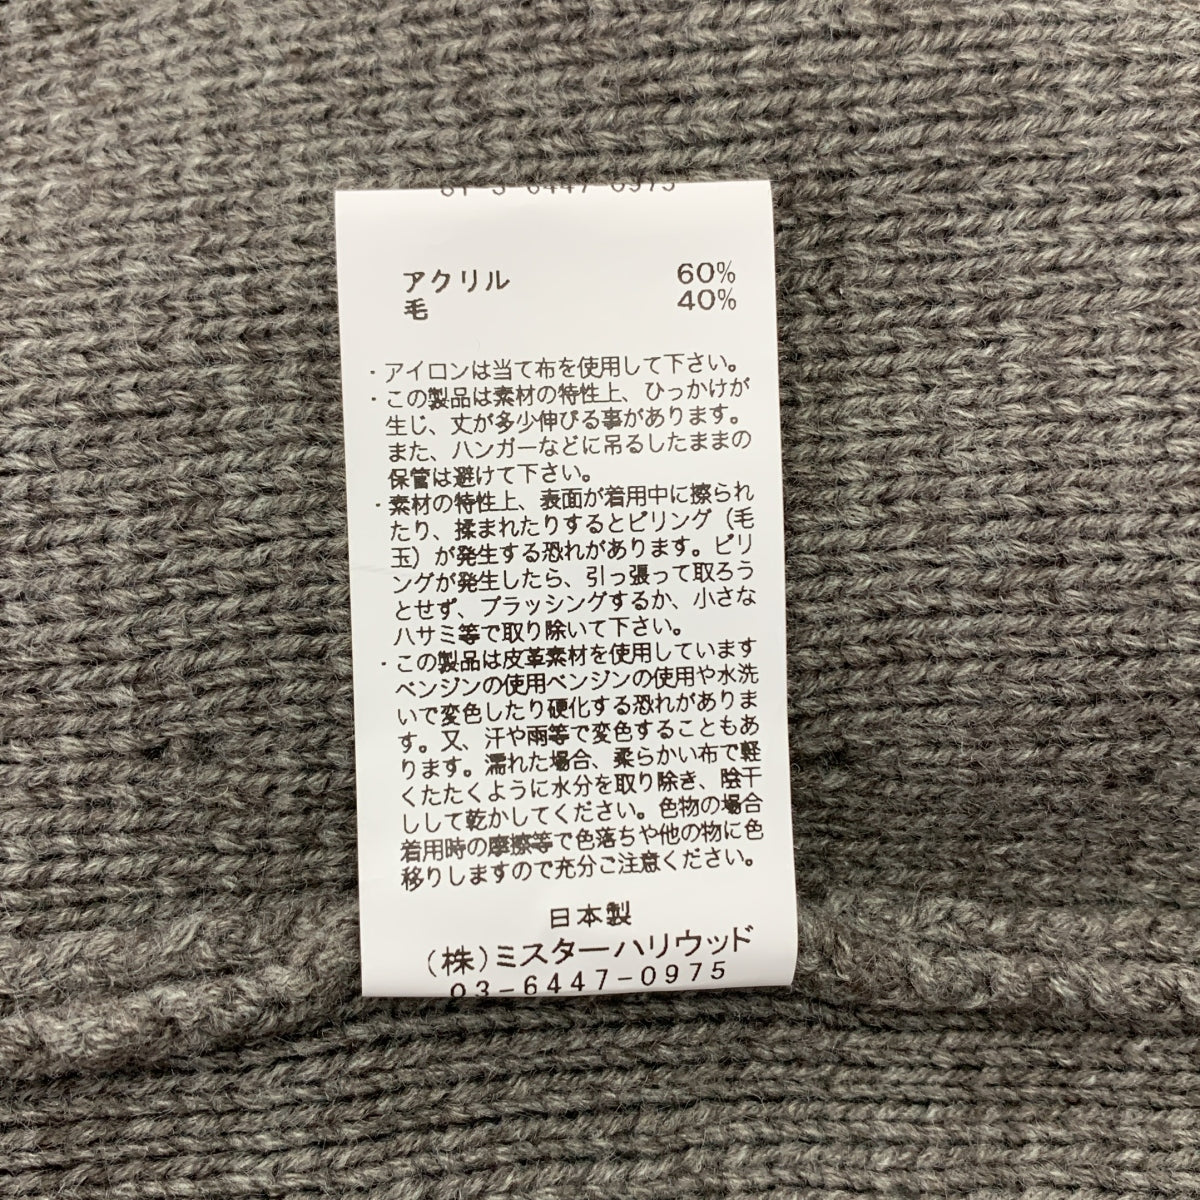 81-3-6447-0975
アクリル 60%
毛 40%
・アイロンは当て布を使用して下さい。
・この製品は素材の特性上、ひっかけが
生じ、丈が多少伸びる事があります。
また、ハンガーなどに吊るしたままの
保管は避けて下さい。
・素材の特性上、表面が着用中に擦られ
たり、揉まれたりするとピリング（毛
玉）が発生する恐れがあります。ピリ
ングが発生したら、引っ張って取ろう
とせず、ブラッシングするか、小さな
ハサミ等で取り除いて下さい。
・この製品は皮革素材を使用しています
ベンジンの使用ベンジンの使用や水洗
いで変色したり硬化する恐れがありま
す。又、汗や雨等で変色することもあ
ります。濡れた場合、柔らかい布で軽
くたたくように水分を取り除き、陰干
しして乾かしてください。色物の場合
着用時の摩擦等で色落ちや他の物に色
移りしますので充分ご注意ください。
日本製
（株）ミスターハリウッド
03-6447-0975